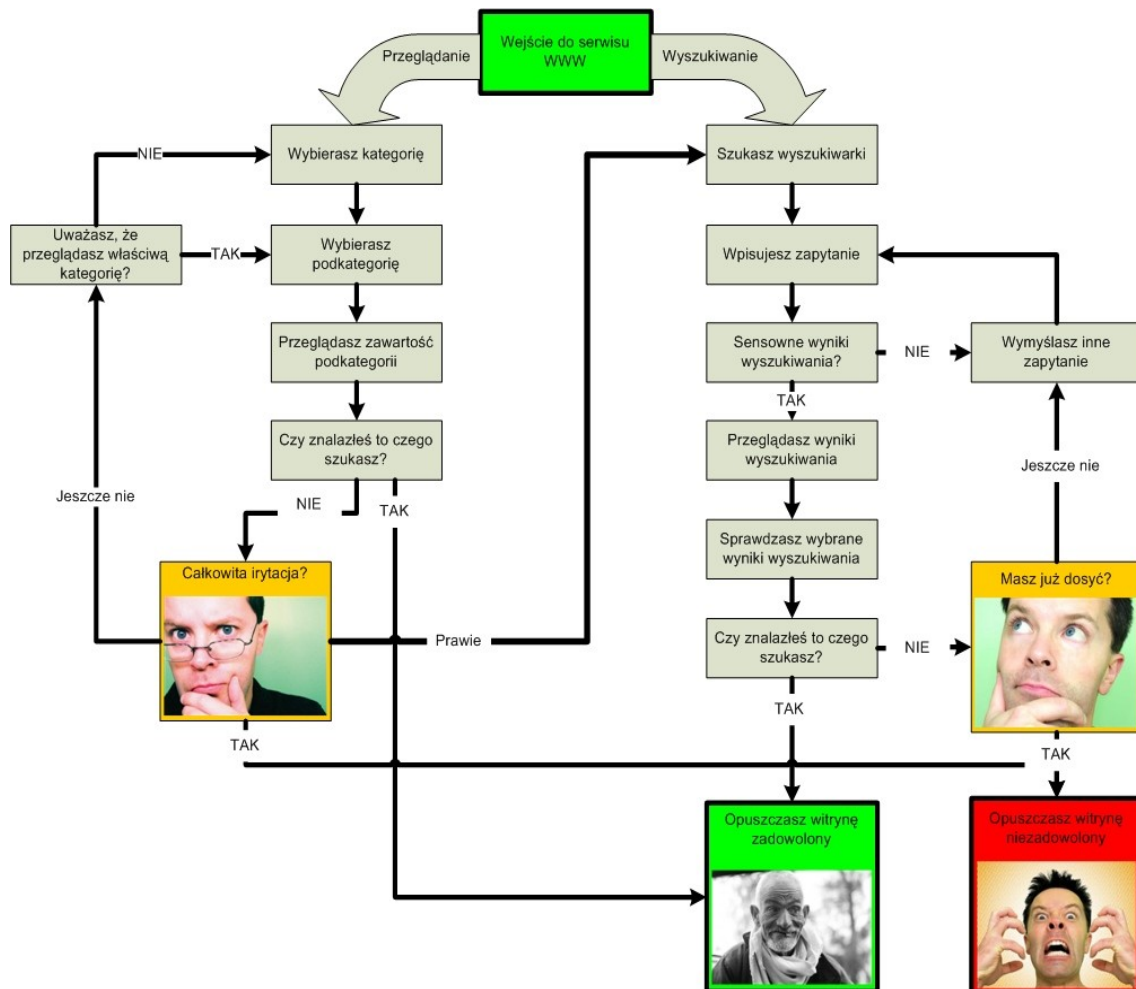 Wejście do serwisu
WWW
Przeglądanie
Wyszukiwanie
Wybierasz kategorię
Szukasz wyszukiwarki
NIE
Uważasz, że
przeglądasz właściwą
kategorię?
TAK
Wybierasz
podkategorię
Wpisujesz zapytanie
Przeglądasz zawartość
podkategorii
Sensowne wyniki
wyszukiwania?
NIE
Wymyślasz inne
zapytanie
TAK
Czy znalazłeś to czego
szukasz?
Przeglądasz wyniki
wyszukiwania
Jeszcze nie
NIE
TAK
Jeszcze nie
Sprawdzasz wybrane
wyniki wyszukiwania
Całkowita irytacja?
Masz już dosyć?
Prawie
Czy znalazłeś to czego
szukasz?
NIE
TAK
TAK
TAK
Opuszczasz witrynę
zadowolony
Opuszczasz witrynę
niezadowolony